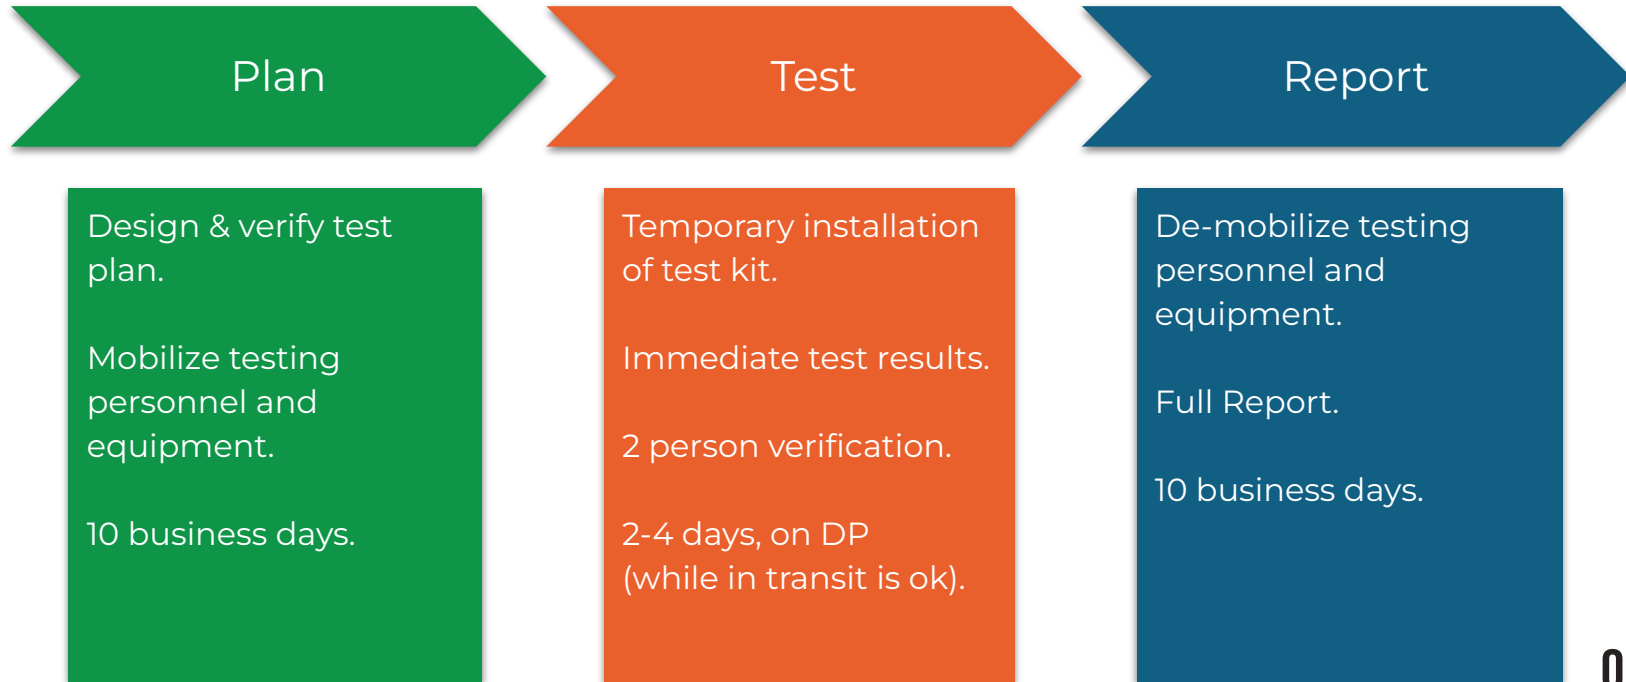 Plan
Test
Report
Design & verify test
plan.
Mobilize testing
personnel and
equipment.
10 business days.
Temporary installation
of test kit.
Immediate test results.
2 person verification.
2-4 days, on DP
(while in transit is ok).
De-mobilize testing
personnel and
equipment.
Full Report.
10 business days.